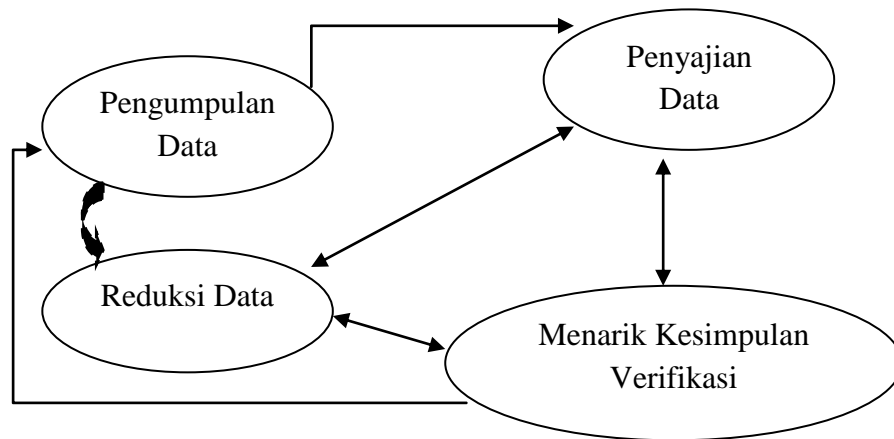 Pengumpulan
Data
Penyajian
Data
Reduksi Data
Menarik Kesimpulan
Verifikasi